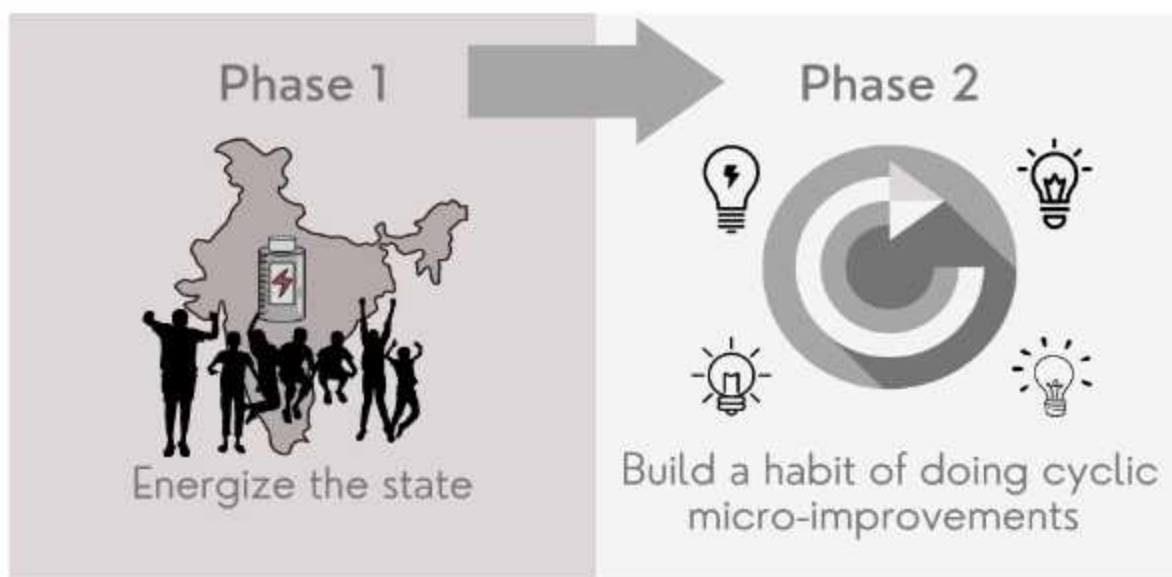 Phase 1
Energize the state
Phase 2
Build a habit of doing cyclic
micro-improvements